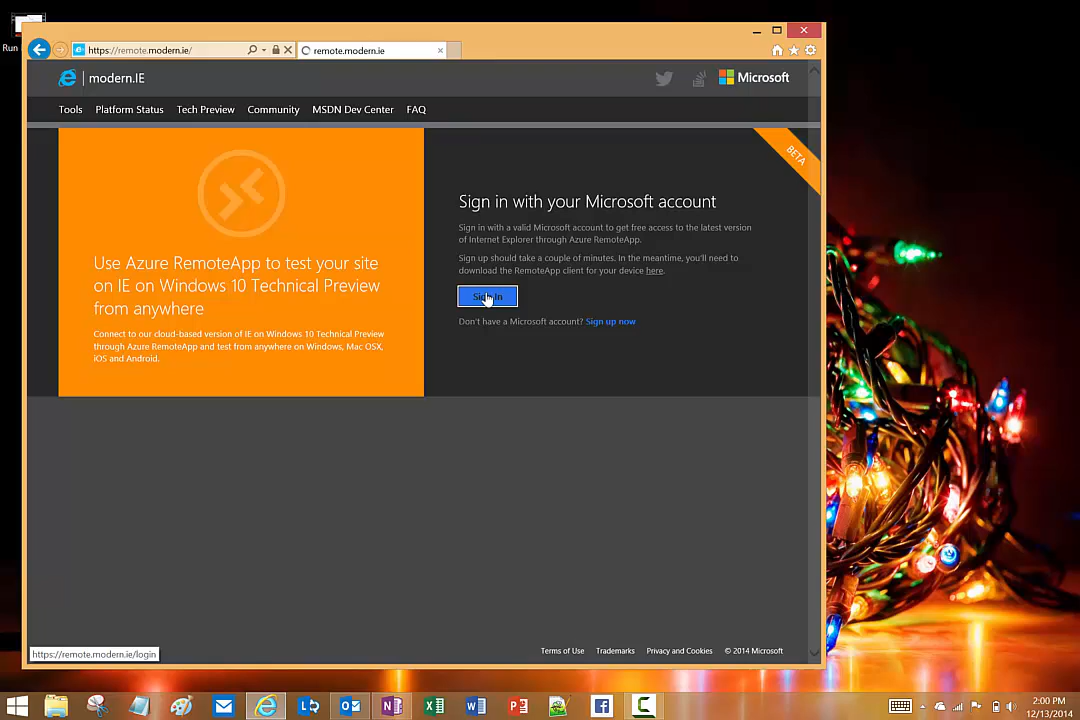 Run
https://remote.modern.ie/
remote.modern.ie
modern.IE
Microsoft
Tools Platform Status Tech Preview Community MSDN Dev Center FAQ
BETA
Use Azure RemoteApp to test your site
on IE on Windows 10 Technical Preview
from anywhere
Connect to our cloud-based version of IE on Windows 10 Technical Preview
through Azure RemoteApp and test from anywhere on Windows, Mac OSX,
iOS and Android.
Sign in with your Microsoft account
Sign in with a valid Microsoft account to get free access to the latest version
of Internet Explorer through Azure RemoteApp.
Sign up should take a couple of minutes. In the meantime, you'll need to
download the RemoteApp client for your device here.
Sign In
Don't have a Microsoft account? Sign up now
Terms of Use Trademarks Privacy and Cookies © 2014 Microsoft
https://remote.modern.ie/login
2:00 PM
12/13/2014